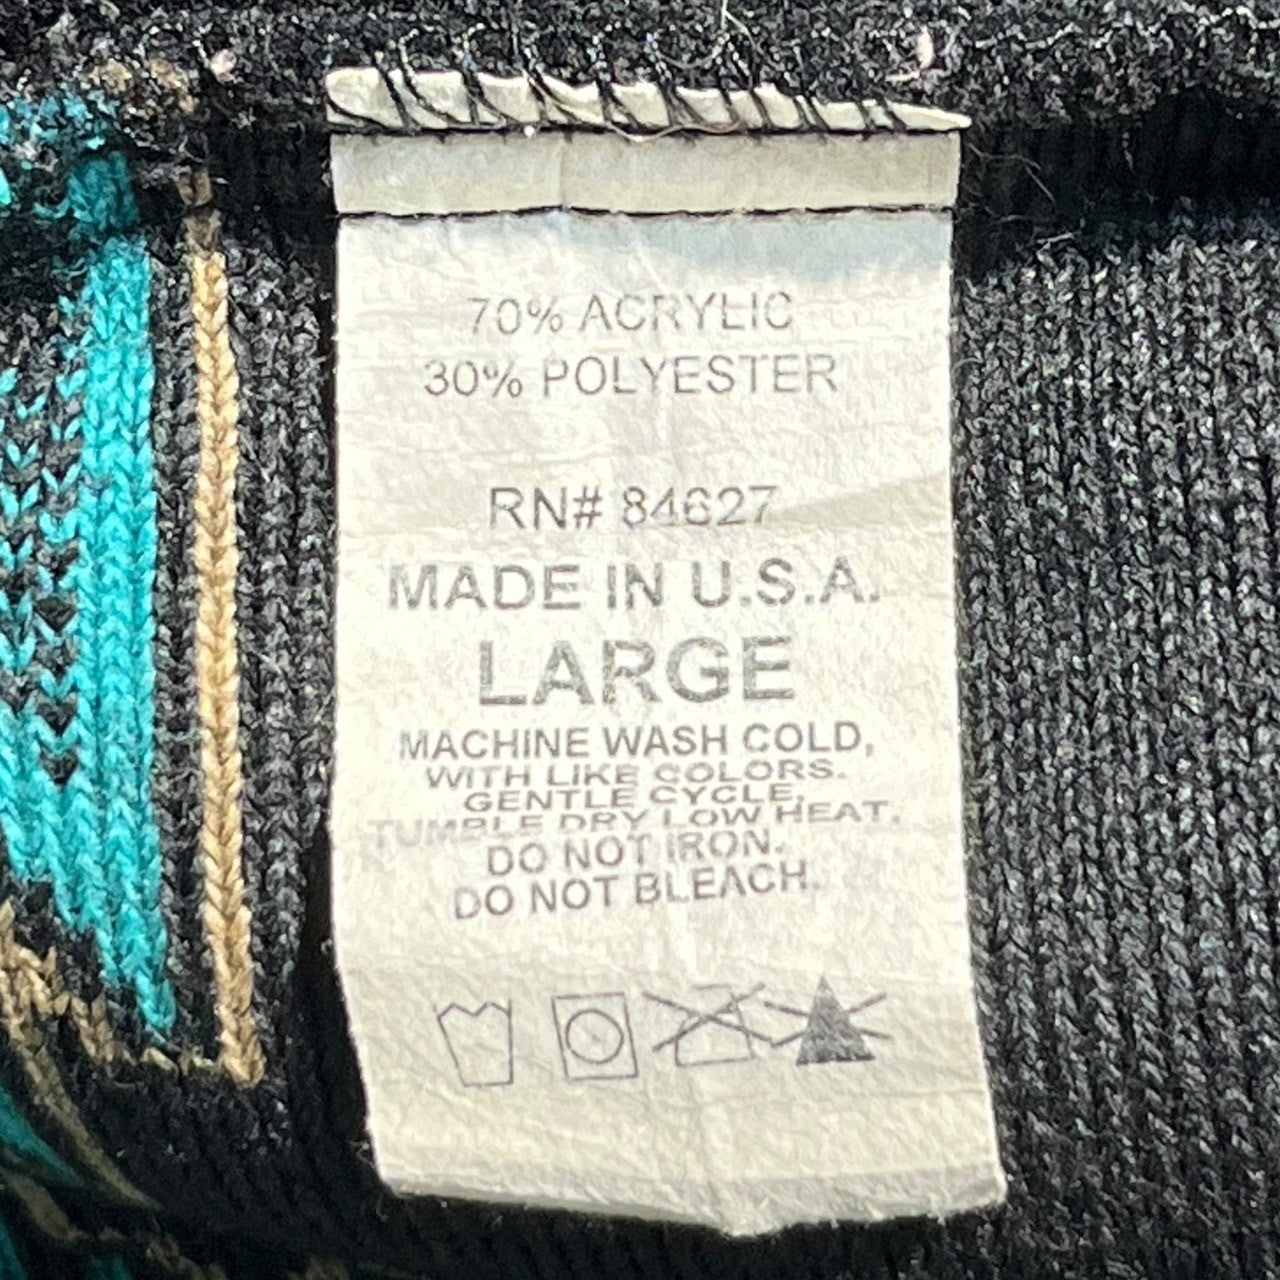 70% ACRYLIC
30% POLYESTER
RN# 84627
MADE IN U.S.A.
LARGE
MACHINE WASH COLD,
WITH LIKE COLORS.
GENTLE CYCLE,
TUMBLE DRY LOW HEAT.
DO NOT IRON.
DO NOT BLEACH.